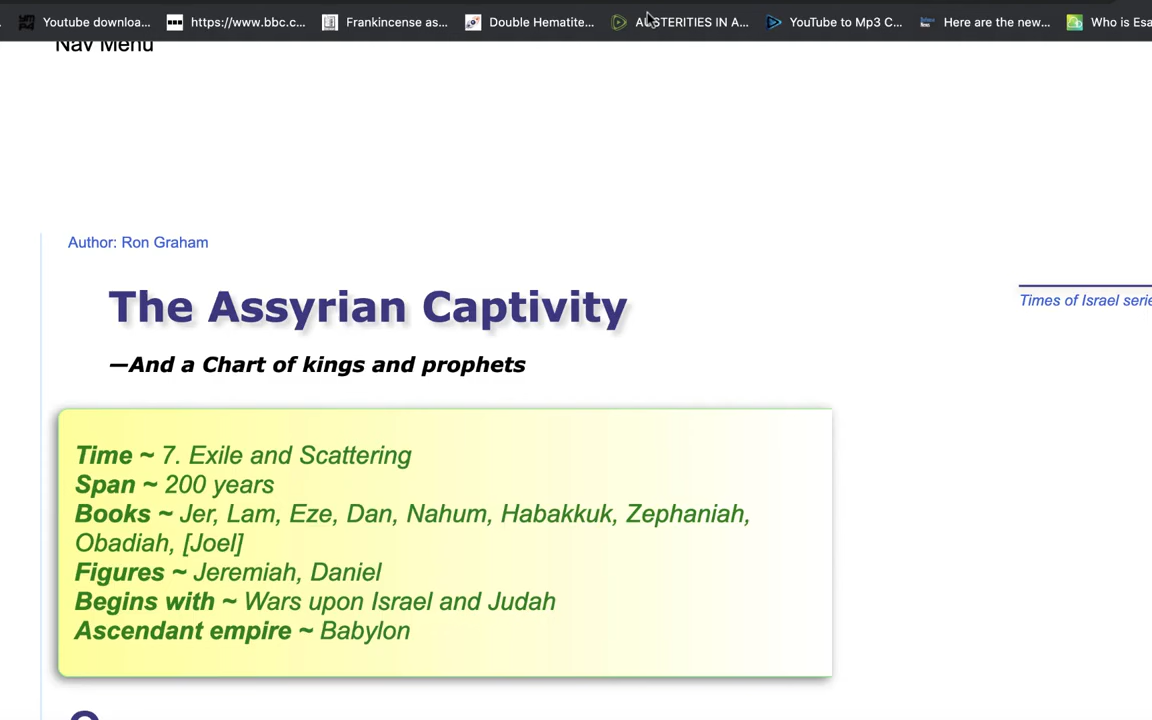 Youtube downloa... https://www.bbc.c... Frankincense as... Double Hematite... AUSTERITIES IN A... YouTube to Mp3 C... Here are the new... Who is Esa
Nav Menu
Author: Ron Graham
The Assyrian Captivity
Times of Israel serie
—And a Chart of kings and prophets
Time ~ 7. Exile and Scattering
Span ~ 200 years
Books ~ Jer, Lam, Eze, Dan, Nahum, Habakkuk, Zephaniah,
Obadiah, [Joel]
Figures ~ Jeremiah, Daniel
Begins with ~ Wars upon Israel and Judah
Ascendant empire ~ Babylon